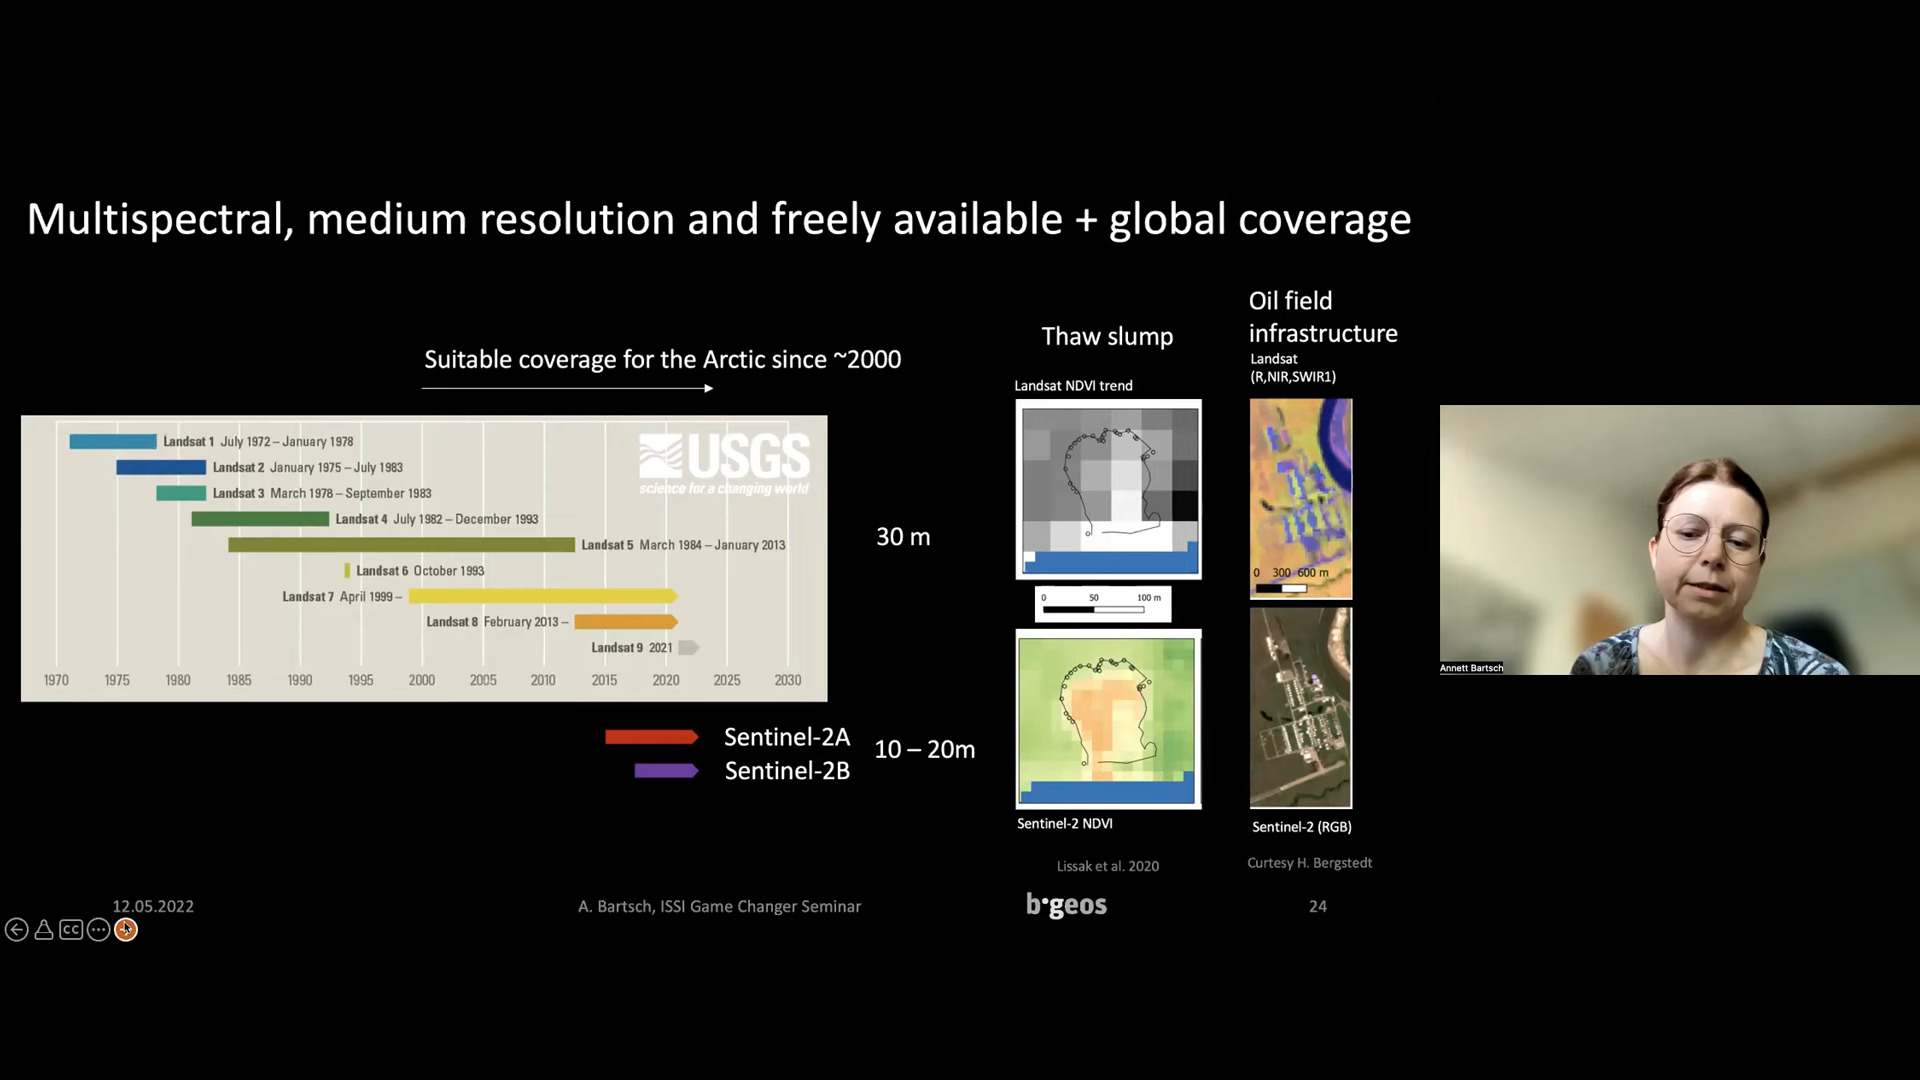 Multispectral, medium resolution and freely available + global coverage
Suitable coverage for the Arctic since ~2000
Landsat 1 July 1972 – January 1978
Landsat 2 January 1975 – July 1983
Landsat 3 March 1978 – September 1983
Landsat 4 July 1982 – December 1993
Landsat 5 March 1984 – January 2013
Landsat 6 October 1993
Landsat 7 April 1999 –
Landsat 8 February 2013 –
Landsat 9 2021
USGS
science for a changing world
1970 1975 1980 1985 1990 1995 2000 2005 2010 2015 2020 2025 2030
30 m
Sentinel-2A
Sentinel-2B
10 – 20m
Thaw slump
Landsat NDVI trend
0 50 100 m
Sentinel-2 NDVI
Lissak et al. 2020
Oil field
infrastructure
Landsat
(R,NIR,SWIR1)
0 300 600 m
Sentinel-2 (RGB)
Curtesy H. Bergstedt
Annett Bartsch
12.05.2022
A. Bartsch, ISSI Game Changer Seminar
b•geos
24
CC